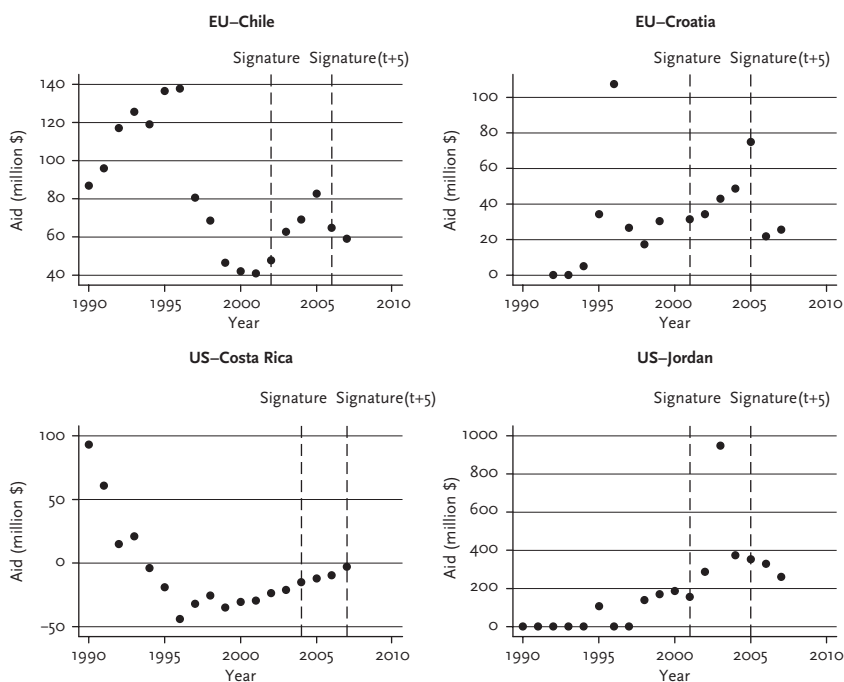 EU–Chile
Signature Signature(t+5)
140
120
100
80
60
40
Aid (million $)
1990 1995 2000 2005 2010
Year
EU–Croatia
Signature Signature(t+5)
100
80
60
40
20
0
Aid (million $)
1990 1995 2000 2005 2010
Year
US–Costa Rica
Signature Signature(t+5)
100
50
0
–50
Aid (million $)
1990 1995 2000 2005 2010
Year
US–Jordan
Signature Signature(t+5)
1000
800
600
400
200
0
Aid (million $)
1990 1995 2000 2005 2010
Year